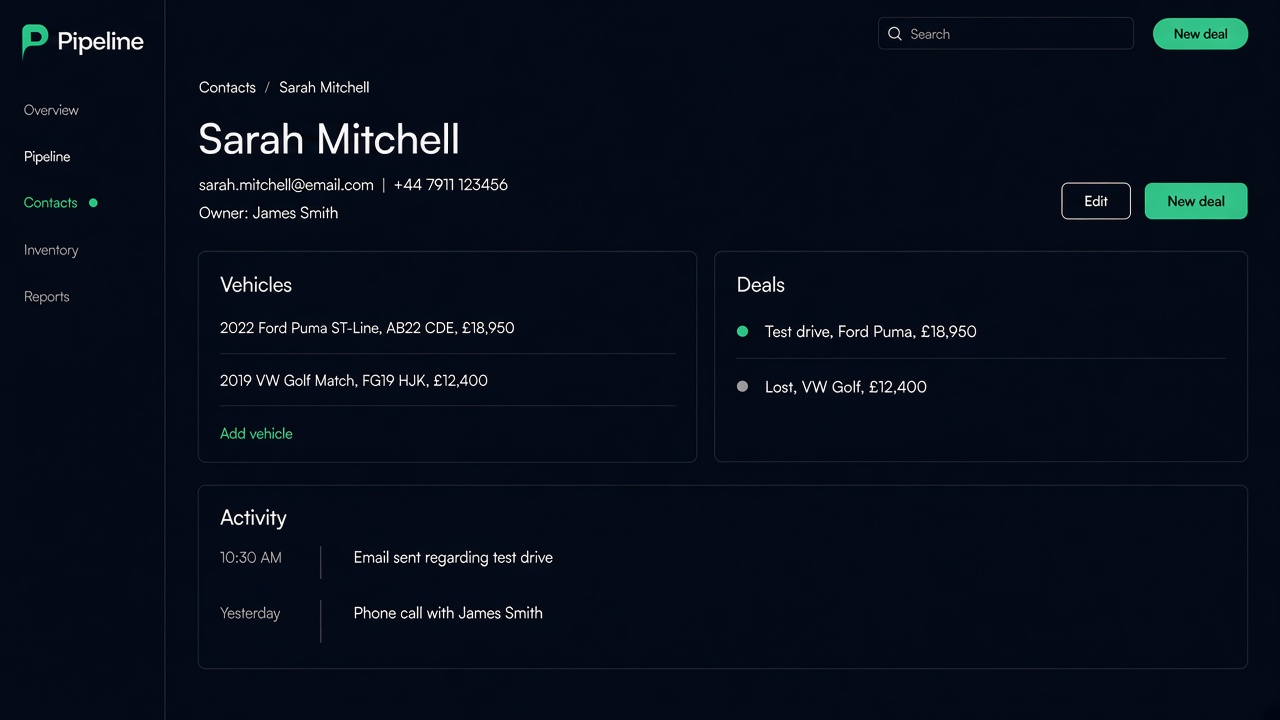 Pipeline
Search
New deal
Overview
Pipeline
Contacts
Inventory
Reports
Contacts / Sarah Mitchell
Sarah Mitchell
sarah.mitchell@email.com | +44 7911 123456
Owner: James Smith
Edit
New deal
Vehicles
2022 Ford Puma ST-Line, AB22 CDE, £18,950
2019 VW Golf Match, FG19 HJK, £12,400
Add vehicle
Deals
Test drive, Ford Puma, £18,950
Lost, VW Golf, £12,400
Activity
10:30 AM Email sent regarding test drive
Yesterday Phone call with James Smith